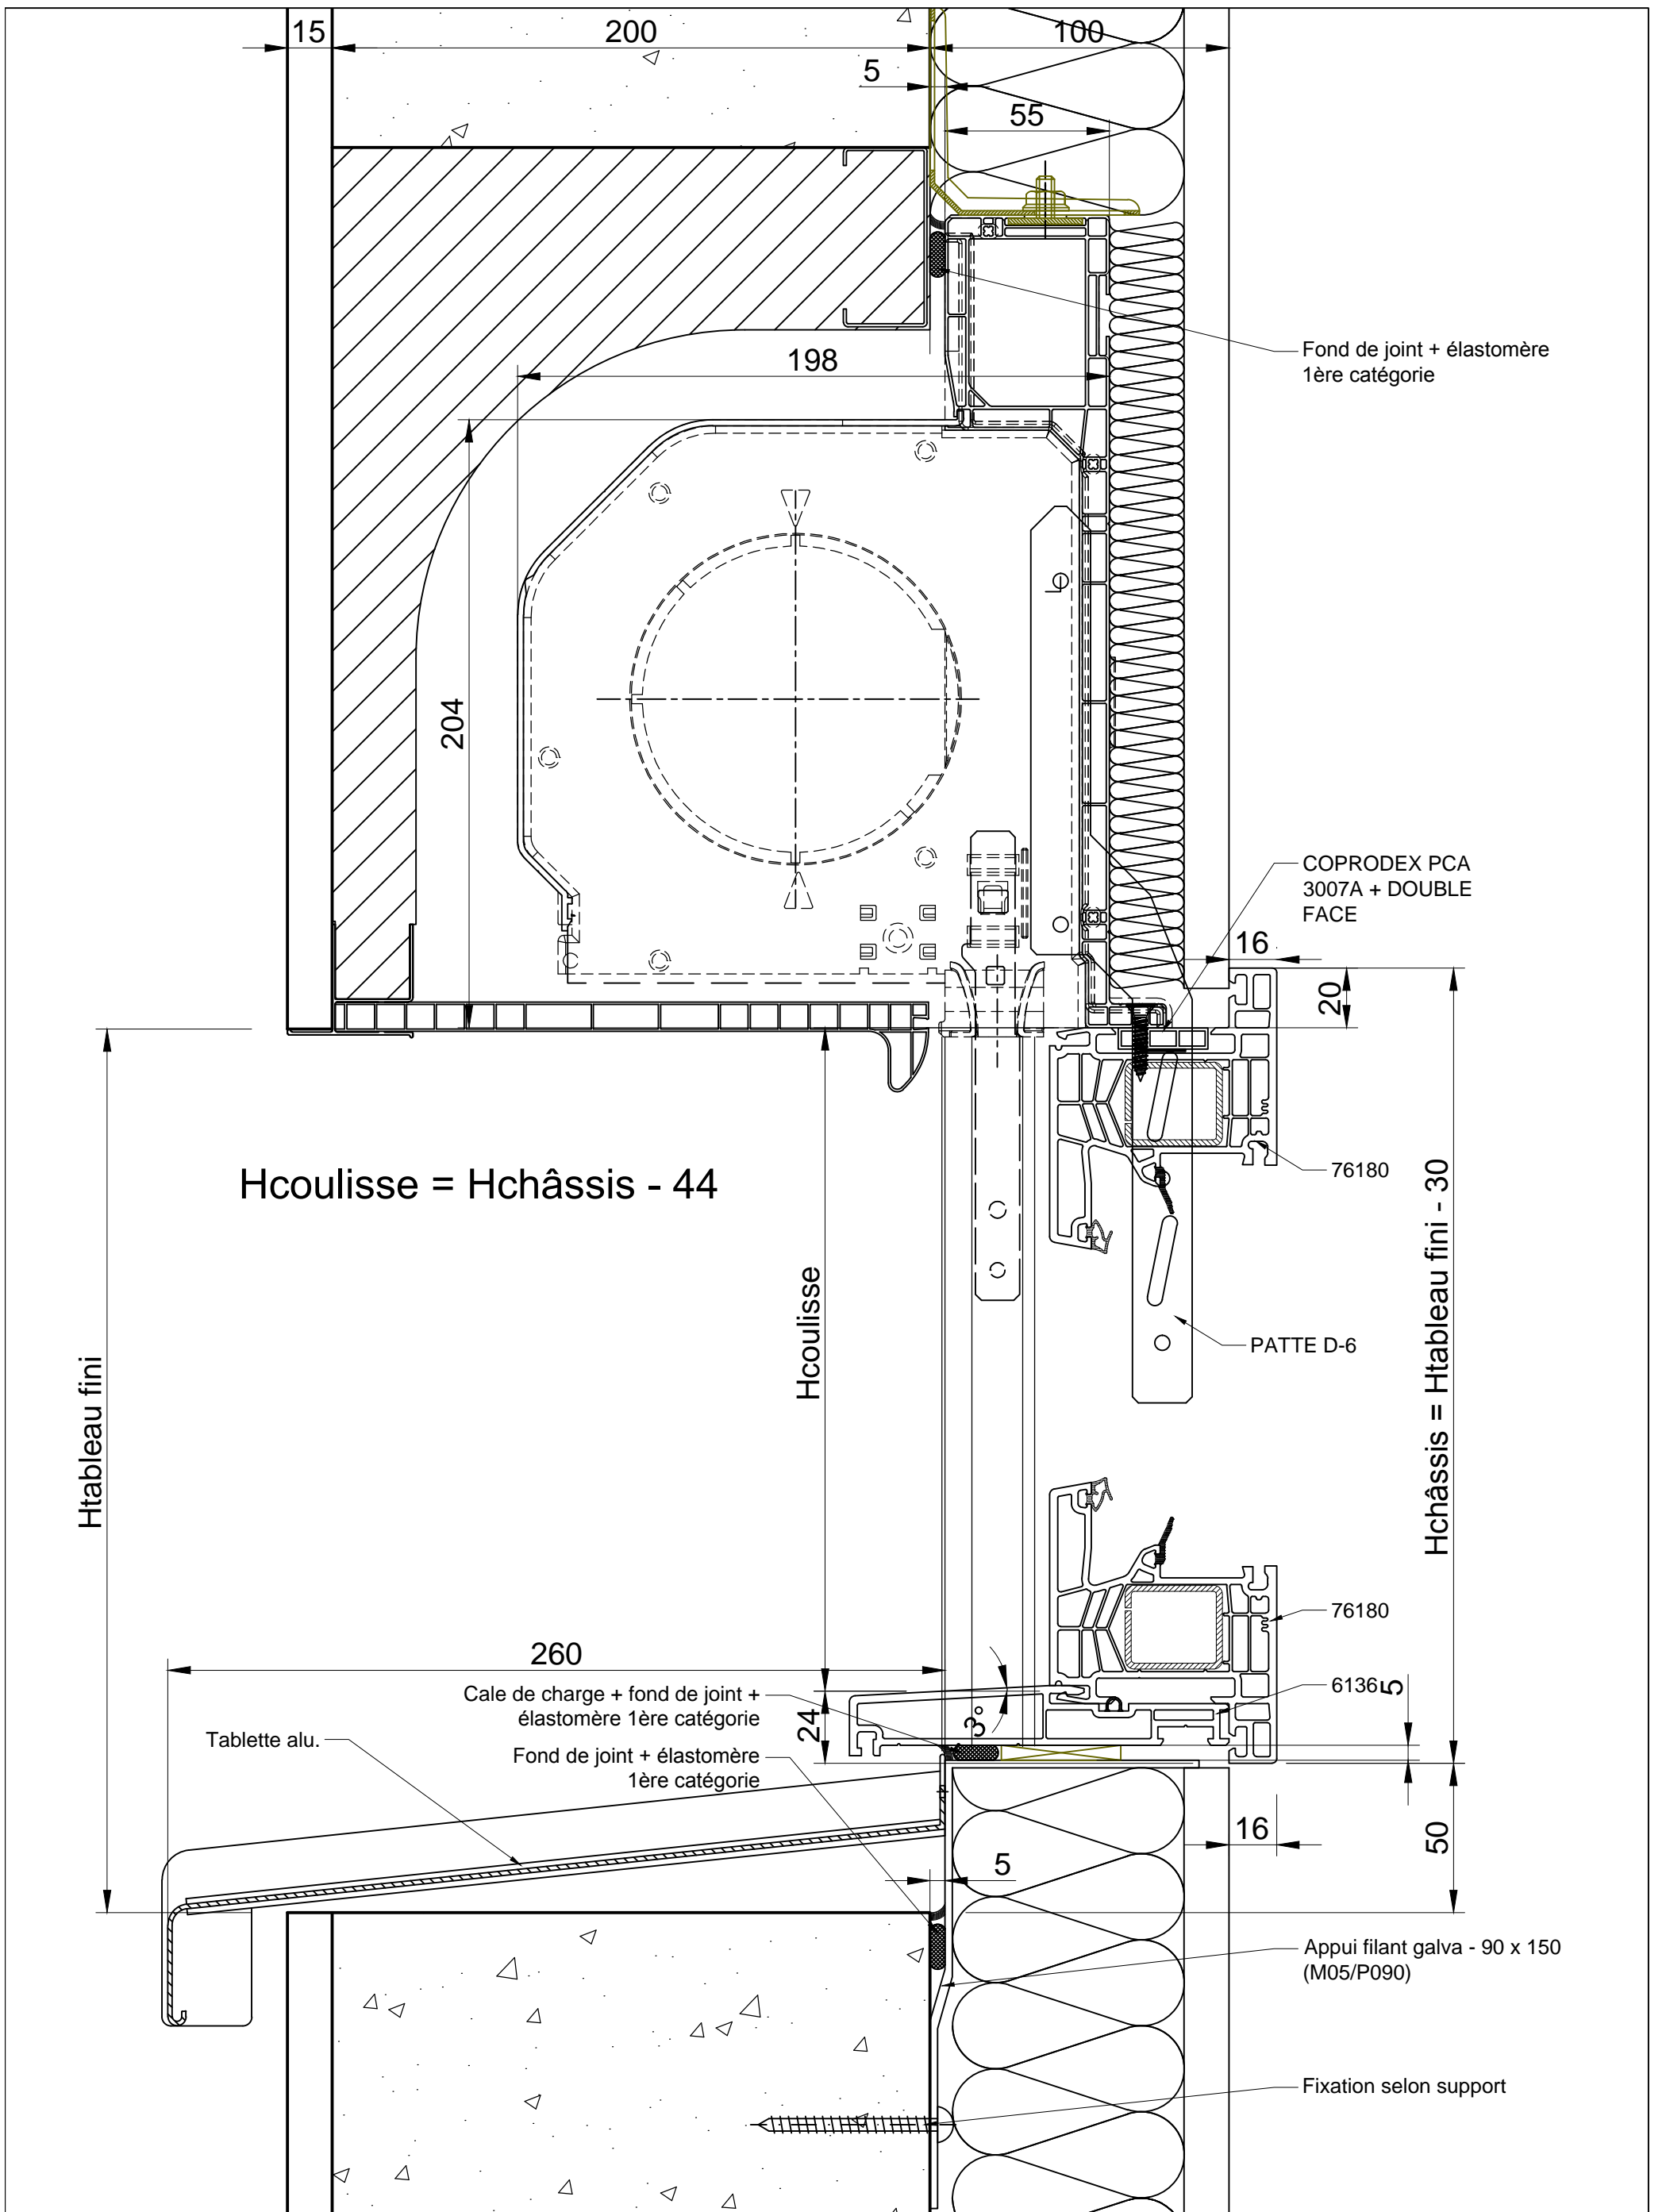 15
200
100
5
55
Fond de joint + élastomère
1ère catégorie
198
204
COPRODEX PCA
3007A + DOUBLE
FACE
16
20
Hcoulisse = Hchâssis - 44
76180
Hcoulisse
Htableau fini
Hchâssis = Htableau fini - 30
PATTE D-6
76180
260
Cale de charge + fond de joint +
élastomère 1ère catégorie
24
3°
6136
5
Tablette alu.
Fond de joint + élastomère
1ère catégorie
16
50
5
Appui filant galva - 90 x 150
(M05/P090)
Fixation selon support